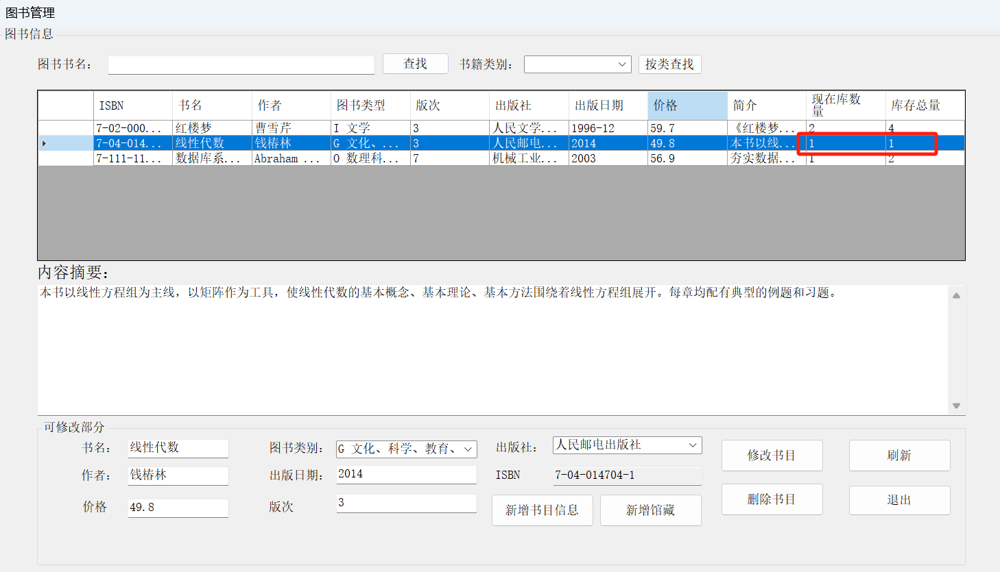 图书管理
图书信息
图书书名： 查找 书籍类别： 按类查找
ISBN 书名 作者 图书类型 版次 出版社 出版日期 价格 简介 现在库数量 库存总量
7-02-000... 红楼梦 曹雪芹 I 文学 3 人民文学... 1996-12 59.7 《红楼梦... 2 4
7-04-014... 线性代数 钱椿林 G 文化、... 3 人民邮电... 2014 49.8 本书以线... 1 1
7-111-11... 数据库系... Abraham ... O 数理科... 7 机械工业... 2003 56.9 夯实数据... 1 2
内容摘要：
本书以线性方程组为主线，以矩阵作为工具，使线性代数的基本概念、基本理论、基本方法围绕着线性方程组展开。每章均配有典型的例题和习题。
可修改部分
书名： 线性代数 图书类别： G 文化、科学、教育、 出版社： 人民邮电出版社 修改书目 刷新
作者： 钱椿林 出版日期： 2014 ISBN 7-04-014704-1
价格 49.8 版次 3 新增书目信息 新增馆藏 删除书目 退出